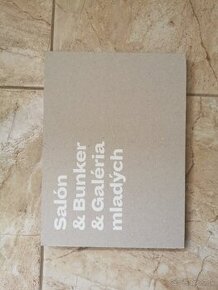 Salón
& Bunker
& Galéria
mladých